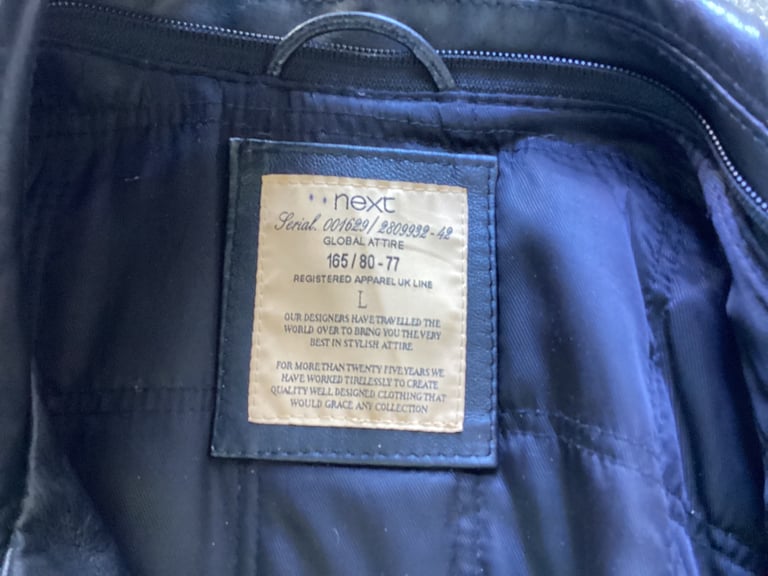 next
Serial. 001629/2809932-42
GLOBAL ATTIRE
165/80-77
REGISTERED APPAREL UK LINE
L
OUR DESIGNERS HAVE TRAVELLED THE
WORLD OVER TO BRING YOU THE VERY
BEST IN STYLISH ATTIRE
FOR MORE THAN TWENTY FIVE YEARS WE
HAVE WORKED TIRELESSLY TO CREATE
QUALITY WELL DESIGNED CLOTHING THAT
WOULD GRACE ANY COLLECTION